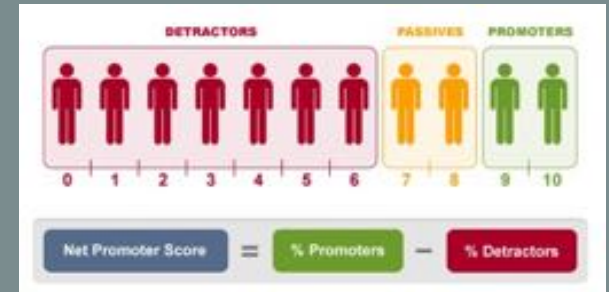 DETRACTORS PASSIVES PROMOTERS
0 1 2 3 4 5 6 7 8 9 10
Net Promoter Score = % Promoters − % Detractors